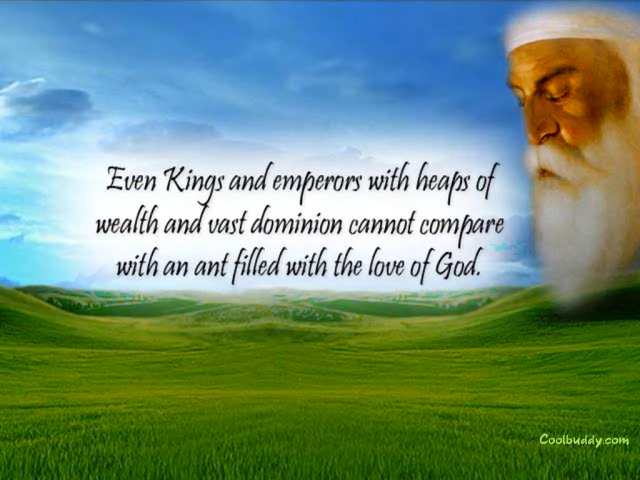 Even Kings and emperors with heaps of
wealth and vast dominion cannot compare
with an ant filled with the love of God.
Coolbuddy.com